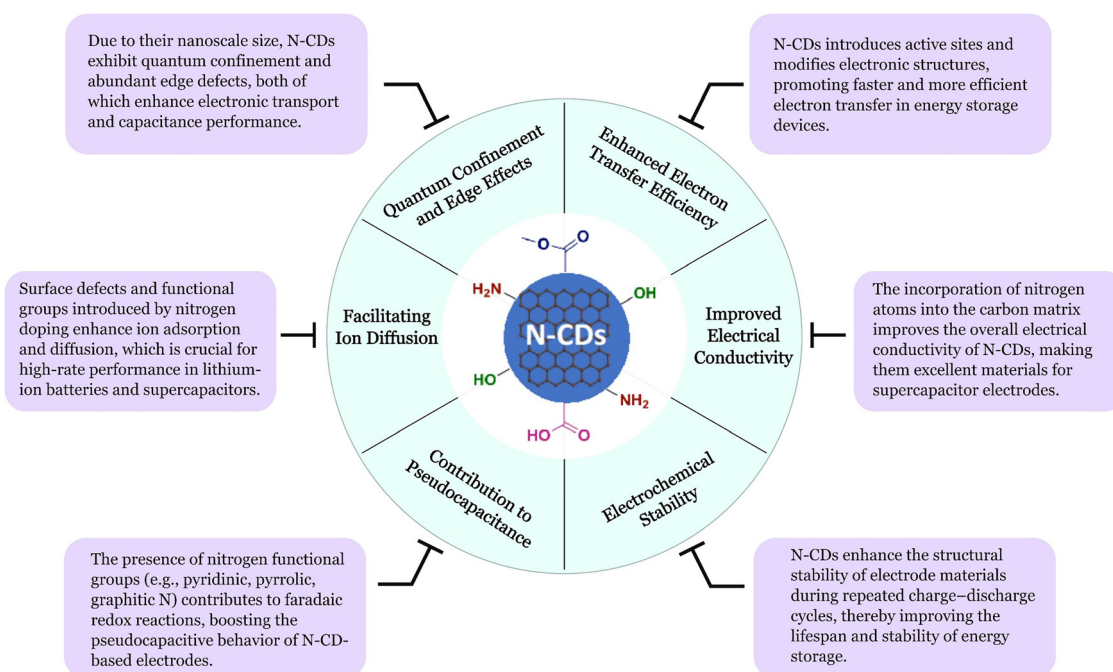 Due to their nanoscale size, N-CDs
exhibit quantum confinement and
abundant edge defects, both of
which enhance electronic transport
and capacitance performance.
N-CDs introduces active sites and
modifies electronic structures,
promoting faster and more efficient
electron transfer in energy storage
devices.
Quantum Confinement
and Edge Effects
Enhanced Electron
Transfer Efficiency
Surface defects and functional
groups introduced by nitrogen
doping enhance ion adsorption
and diffusion, which is crucial for
high-rate performance in lithium-
ion batteries and supercapacitors.
Facilitating
Ion Diffusion
O
O
H₂N
OH
N-CDs
HO
NH₂
HO
O
Improved
Electrical
Conductivity
The incorporation of nitrogen
atoms into the carbon matrix
improves the overall electrical
conductivity of N-CDs, making
them excellent materials for
supercapacitor electrodes.
Contribution to
Pseudocapacitance
Electrochemical
Stability
The presence of nitrogen functional
groups (e.g., pyridinic, pyrrolic,
graphitic N) contributes to faradaic
redox reactions, boosting the
pseudocapacitive behavior of N-CD-
based electrodes.
N-CDs enhance the structural
stability of electrode materials
during repeated charge–discharge
cycles, thereby improving the
lifespan and stability of energy
storage.